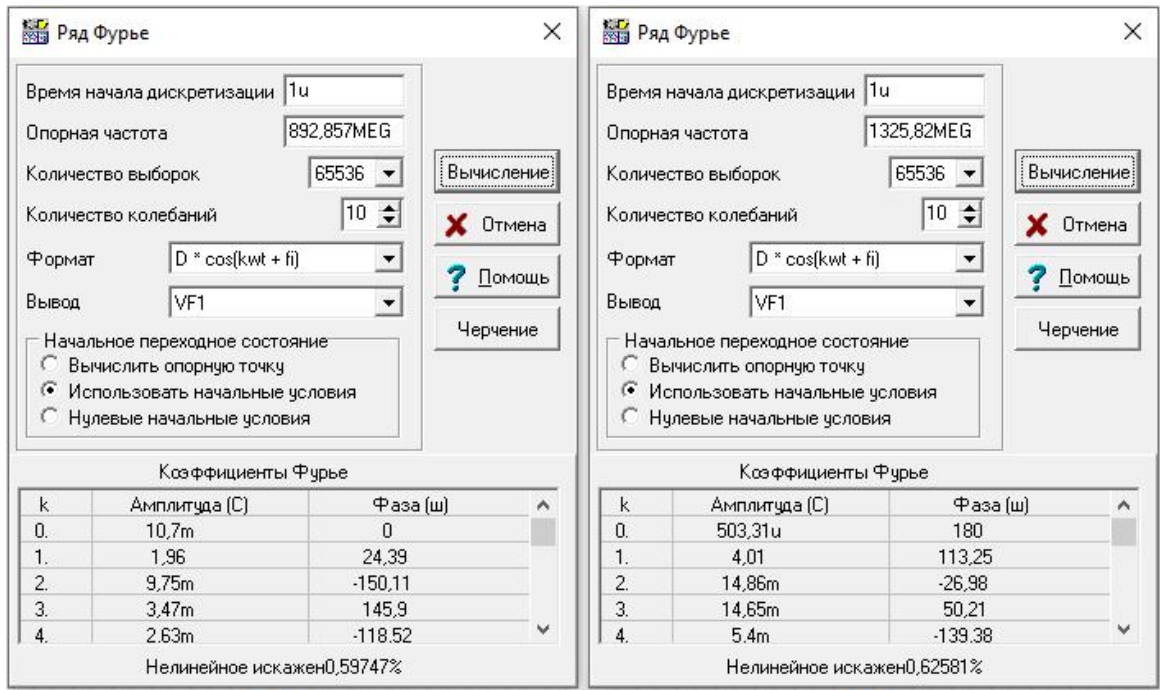 Ряд Фурье
Время начала дискретизации 1u
Опорная частота 892,857MEG
Количество выборок 65536
Количество колебаний 10
Формат D * cos(kwt + fi)
Вывод VF1
Начальное переходное состояние
Вычислить опорную точку
Использовать начальные условия
Нулевые начальные условия
Вычисление
Отмена
Помощь
Черчение
Коэффициенты Фурье
k Амплитуда (C) Фаза (ш)
0. 10,7m 0
1. 1,96 24,39
2. 9,75m -150,11
3. 3,47m 145,9
4. 2.63m -118.52
Нелинейное искажен0,59747%
Ряд Фурье
Время начала дискретизации 1u
Опорная частота 1325,82MEG
Количество выборок 65536
Количество колебаний 10
Формат D * cos(kwt + fi)
Вывод VF1
Начальное переходное состояние
Вычислить опорную точку
Использовать начальные условия
Нулевые начальные условия
Вычисление
Отмена
Помощь
Черчение
Коэффициенты Фурье
k Амплитуда (C) Фаза (ш)
0. 503,31u 180
1. 4,01 113,25
2. 14,86m -26,98
3. 14,65m 50,21
4. 5.4m -139.38
Нелинейное искажен0,62581%